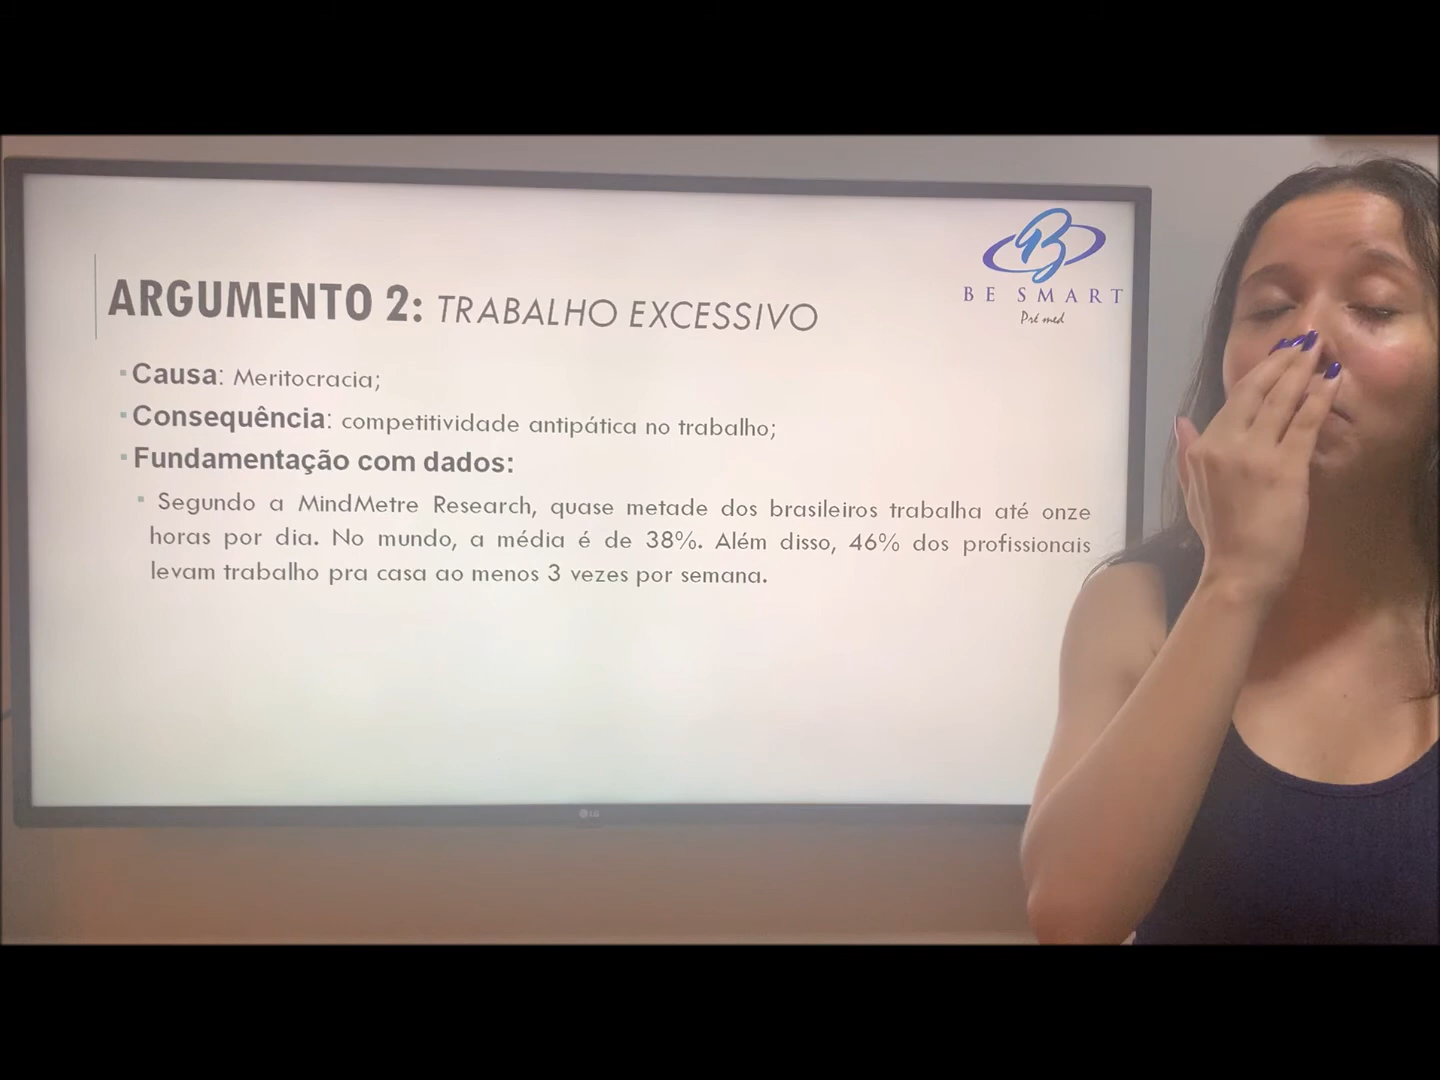 BE SMART
Pré med
ARGUMENTO 2: TRABALHO EXCESSIVO
▪ Causa: Meritocracia;
▪ Consequência: competitividade antipática no trabalho;
▪ Fundamentação com dados:
▪ Segundo a MindMetre Research, quase metade dos brasileiros trabalha até onze
horas por dia. No mundo, a média é de 38%. Além disso, 46% dos profissionais
levam trabalho pra casa ao menos 3 vezes por semana.
LG